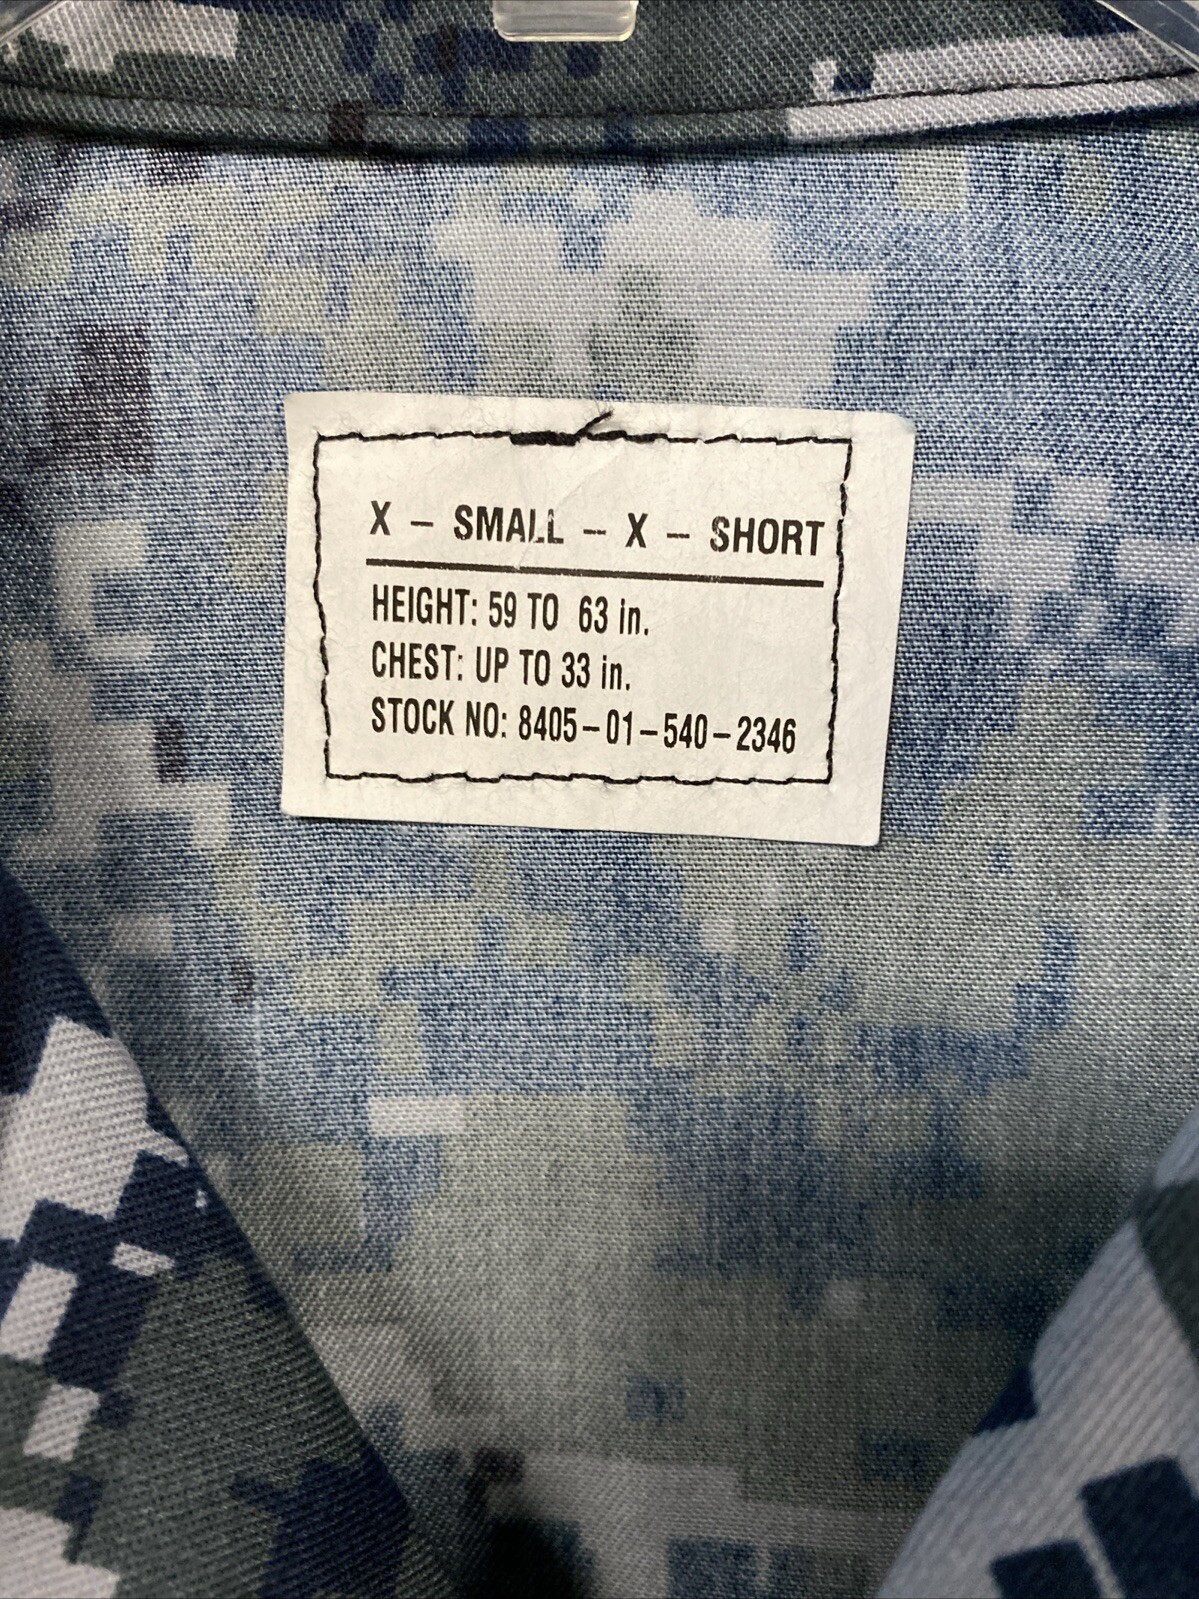 X – SMALL – X – SHORT
HEIGHT: 59 TO 63 in.
CHEST: UP TO 33 in.
STOCK NO: 8405–01–540–2346